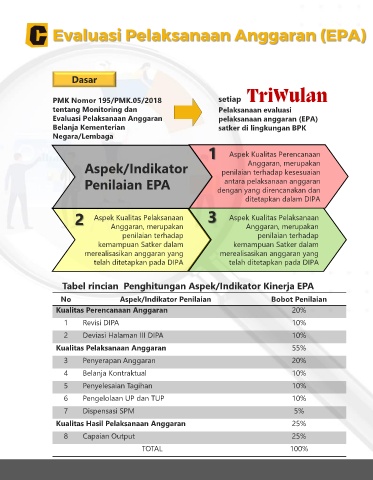 C Evaluasi Pelaksanaan Anggaran (EPA)
Dasar
PMK Nomor 195/PMK.05/2018
tentang Monitoring dan
Evaluasi Pelaksanaan Anggaran
Belanja Kementerian
Negara/Lembaga
setiap TriWulan
Pelaksanaan evaluasi
pelaksanaan anggaran (EPA)
satker di lingkungan BPK
Aspek/Indikator
Penilaian EPA
1 Aspek Kualitas Perencanaan
Anggaran, merupakan
penilaian terhadap kesesuaian
antara pelaksanaan anggaran
dengan yang direncanakan dan
ditetapkan dalam DIPA
2 Aspek Kualitas Pelaksanaan
Anggaran, merupakan
penilaian terhadap
kemampuan Satker dalam
merealisasikan anggaran yang
telah ditetapkan pada DIPA
3 Aspek Kualitas Pelaksanaan
Anggaran, merupakan
penilaian terhadap
kemampuan Satker dalam
merealisasikan anggaran yang
telah ditetapkan pada DIPA
Tabel rincian Penghitungan Aspek/Indikator Kinerja EPA
No Aspek/Indikator Penilaian Bobot Penilaian
Kualitas Perencanaan Anggaran 20%
1 Revisi DIPA 10%
2 Deviasi Halaman III DIPA 10%
Kualitas Pelaksanaan Anggaran 55%
3 Penyerapan Anggaran 20%
4 Belanja Kontraktual 10%
5 Penyelesaian Tagihan 10%
6 Pengelolaan UP dan TUP 10%
7 Dispensasi SPM 5%
Kualitas Hasil Pelaksanaan Anggaran 25%
8 Capaian Output 25%
TOTAL 100%